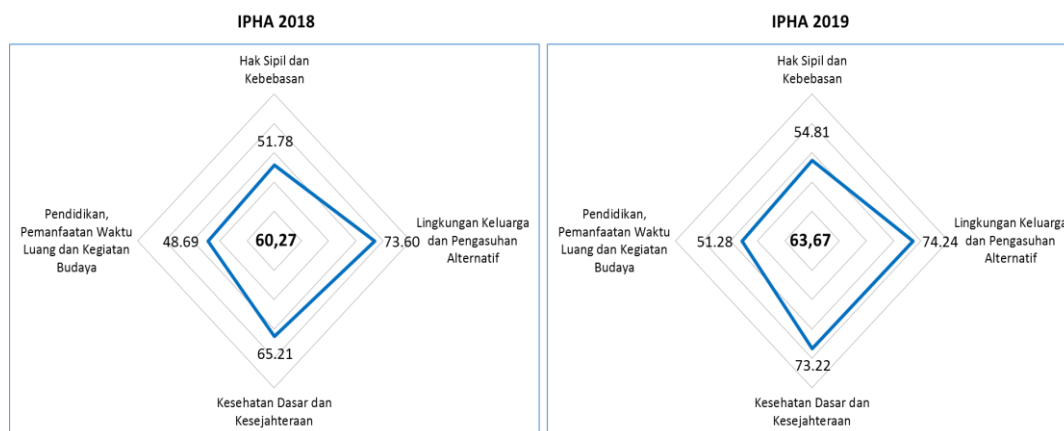 IPHA 2018
Hak Sipil dan
Kebebasan
51.78
Pendidikan,
Pemanfaatan Waktu
Luang dan Kegiatan
Budaya
48.69
60,27
73.60
Lingkungan Keluarga
dan Pengasuhan
Alternatif
65.21
Kesehatan Dasar dan
Kesejahteraan
IPHA 2019
Hak Sipil dan
Kebebasan
54.81
Pendidikan,
Pemanfaatan Waktu
Luang dan Kegiatan
Budaya
51.28
63,67
74.24
Lingkungan Keluarga
dan Pengasuhan
Alternatif
73.22
Kesehatan Dasar dan
Kesejahteraan